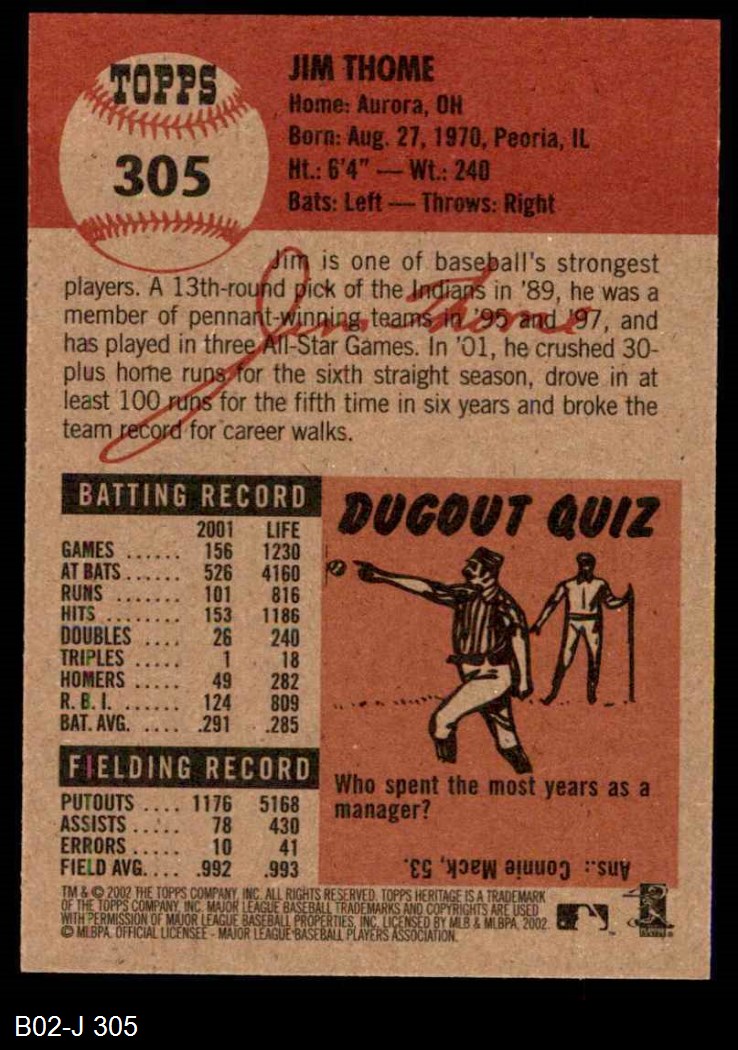 TOPPS
305
JIM THOME
Home: Aurora, OH
Born: Aug. 27, 1970, Peoria, IL
Ht.: 6'4" — Wt.: 240
Bats: Left — Throws: Right
Jim is one of baseball's strongest
players. A 13th-round pick of the Indians in '89, he was a
member of pennant-winning teams in '95 and '97, and
has played in three All-Star Games. In '01, he crushed 30-
plus home runs for the sixth straight season, drove in at
least 100 runs for the fifth time in six years and broke the
team record for career walks.
Jim Thome
BATTING RECORD
2001 LIFE
GAMES ...... 156 1230
AT BATS ...... 526 4160
RUNS ....... 101 816
HITS ........ 153 1186
DOUBLES .... 26 240
TRIPLES ..... 1 18
HOMERS ..... 49 282
R. B. I. ...... 124 809
BAT. AVG. .... .291 .285
FIELDING RECORD
PUTOUTS .... 1176 5168
ASSISTS ..... 78 430
ERRORS ..... 10 41
FIELD AVG. ... .992 .993
DUGOUT QUIZ
Who spent the most years as a
manager?
Ans.: Connie Mack, 53.
TM & © 2002 THE TOPPS COMPANY, INC. ALL RIGHTS RESERVED. TOPPS HERITAGE IS A TRADEMARK
OF THE TOPPS COMPANY, INC. MAJOR LEAGUE BASEBALL TRADEMARKS AND COPYRIGHTS ARE USED
WITH PERMISSION OF MAJOR LEAGUE BASEBALL PROPERTIES, INC. LICENSED BY MLB & MLBPA, 2002.
© MLBPA. OFFICIAL LICENSEE - MAJOR LEAGUE BASEBALL PLAYERS ASSOCIATION.
B02-J 305